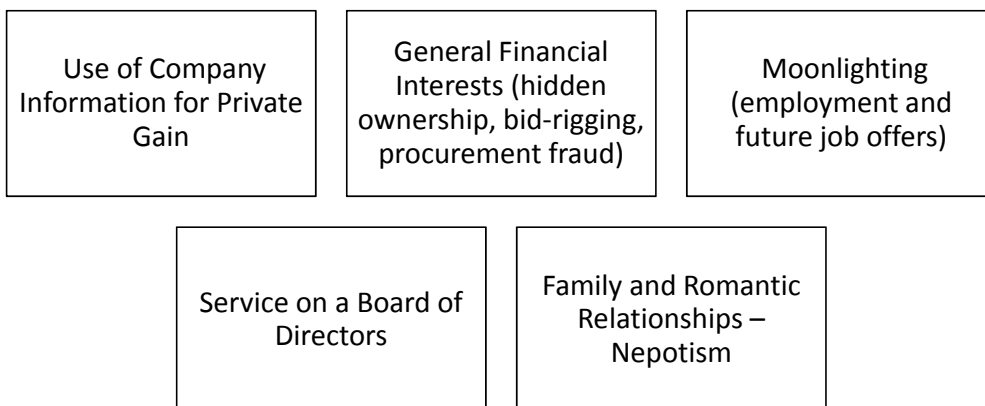 Use of Company
Information for Private
Gain
General Financial
Interests (hidden
ownership, bid-rigging,
procurement fraud)
Moonlighting
(employment and
future job offers)
Service on a Board of
Directors
Family and Romantic
Relationships –
Nepotism